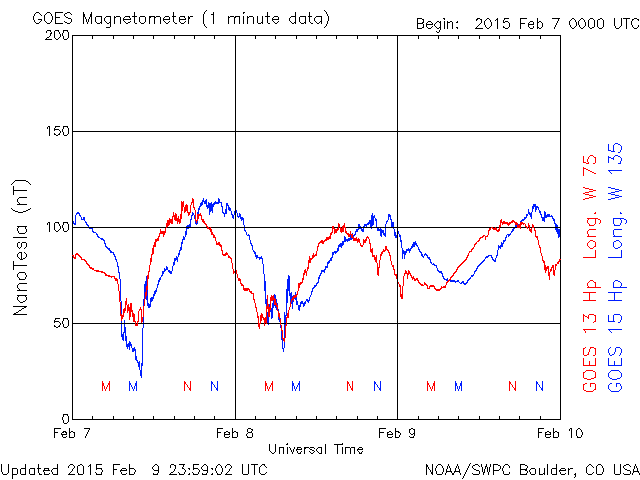 GOES Magnetometer (1 minute data)
Begin: 2015 Feb 7 0000 UTC
200
150
100
50
0
NanoTesla (nT)
M M N N M M N N M M N N
Feb 7 Feb 8 Feb 9 Feb 10
Universal Time
GOES 13 Hp Long. W 75
GOES 15 Hp Long. W 135
Updated 2015 Feb 9 23:59:02 UTC
NOAA/SWPC Boulder, CO USA